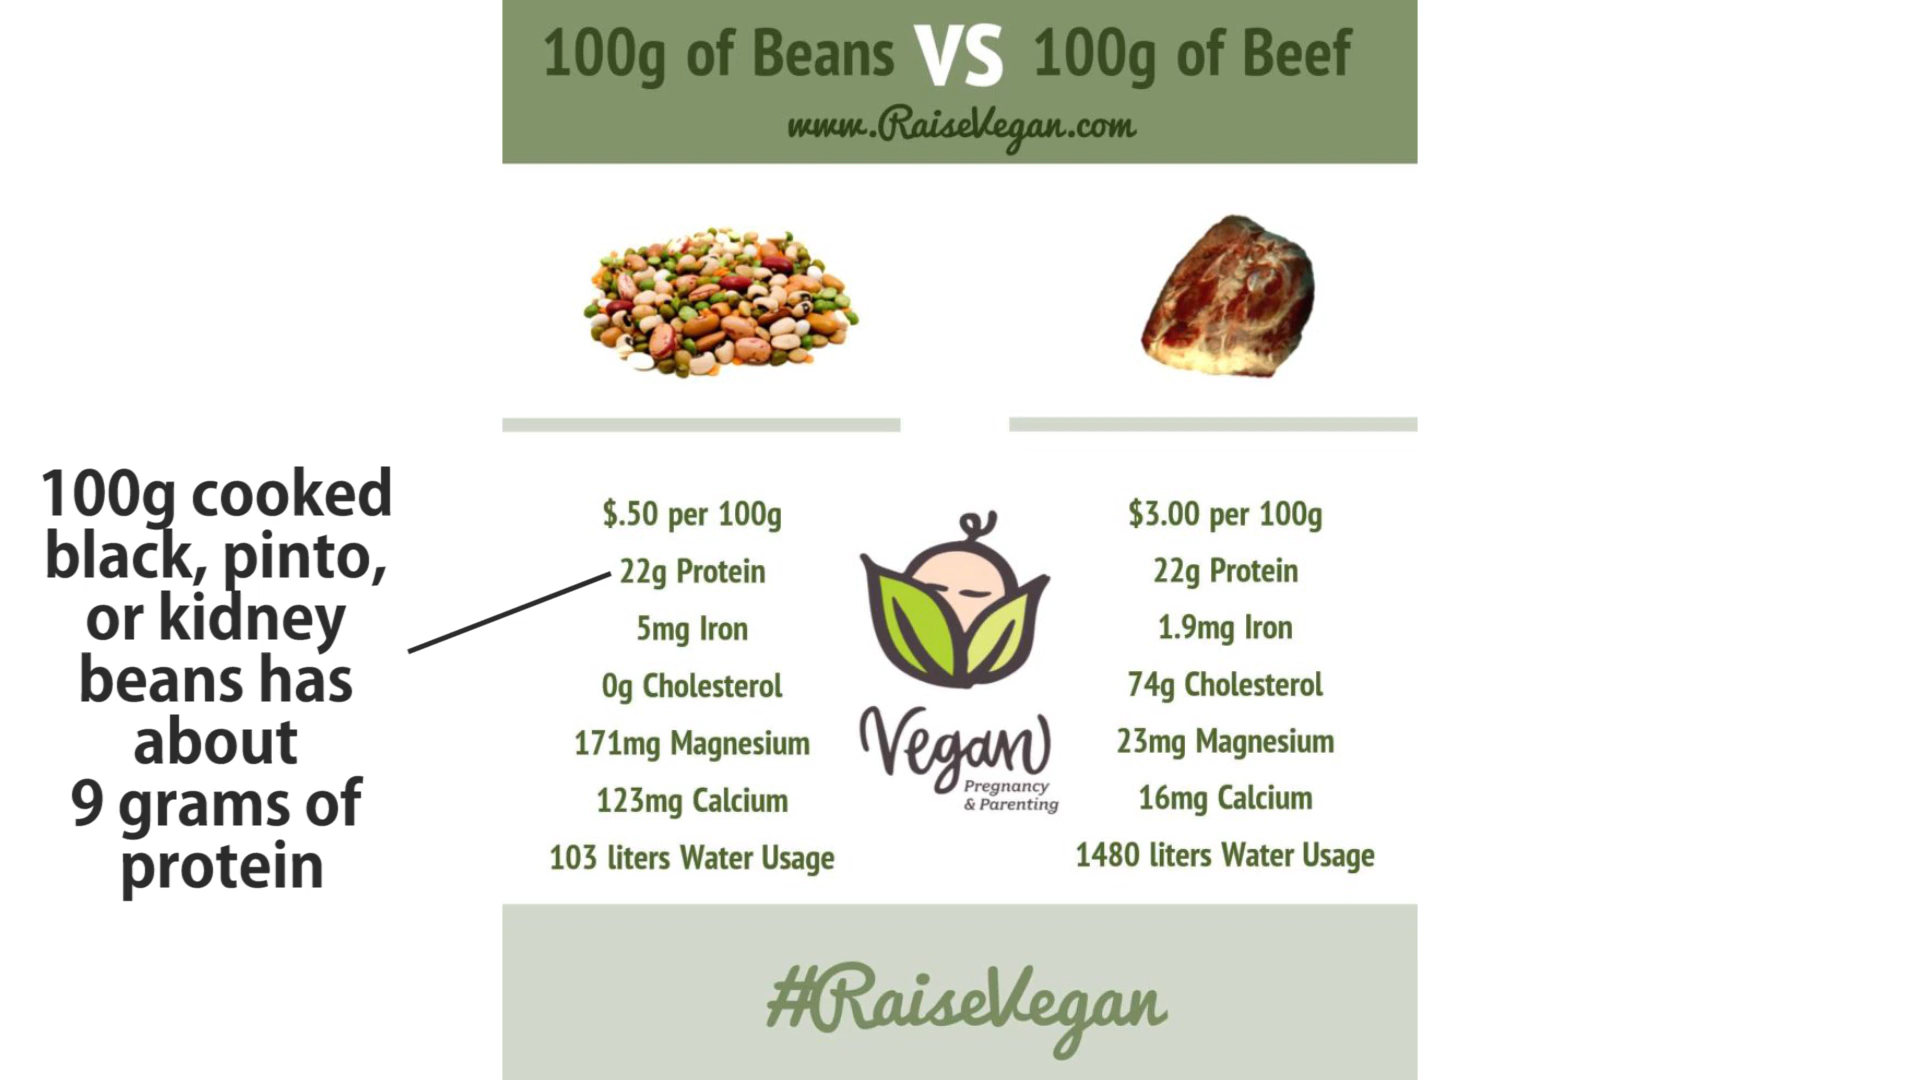 100g of Beans VS 100g of Beef
www.RaiseVegan.com
100g cooked
black, pinto,
or kidney
beans has
about
9 grams of
protein
$.50 per 100g
22g Protein
5mg Iron
0g Cholesterol
171mg Magnesium
123mg Calcium
103 liters Water Usage
Vegan
Pregnancy
& Parenting
$3.00 per 100g
22g Protein
1.9mg Iron
74g Cholesterol
23mg Magnesium
16mg Calcium
1480 liters Water Usage
#RaiseVegan